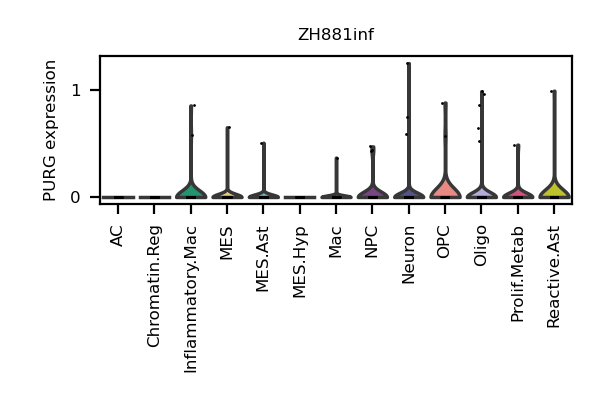 ZH881inf
PURG expression
1
0
AC
Chromatin.Reg
Inflammatory.Mac
MES
MES.Ast
MES.Hyp
Mac
NPC
Neuron
OPC
Oligo
Prolif.Metab
Reactive.Ast